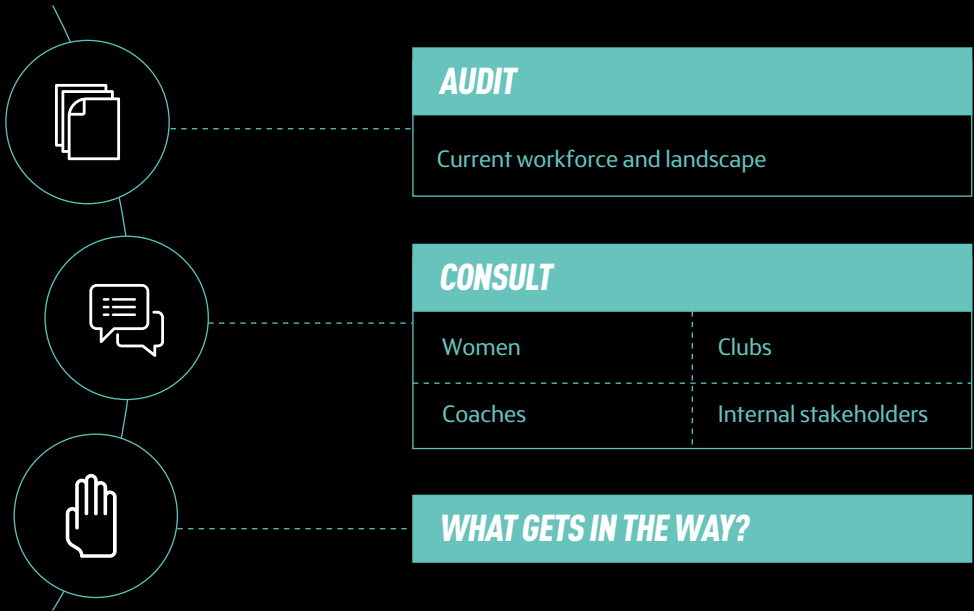 AUDIT
Current workforce and landscape
CONSULT
Women
Clubs
Coaches
Internal stakeholders
WHAT GETS IN THE WAY?